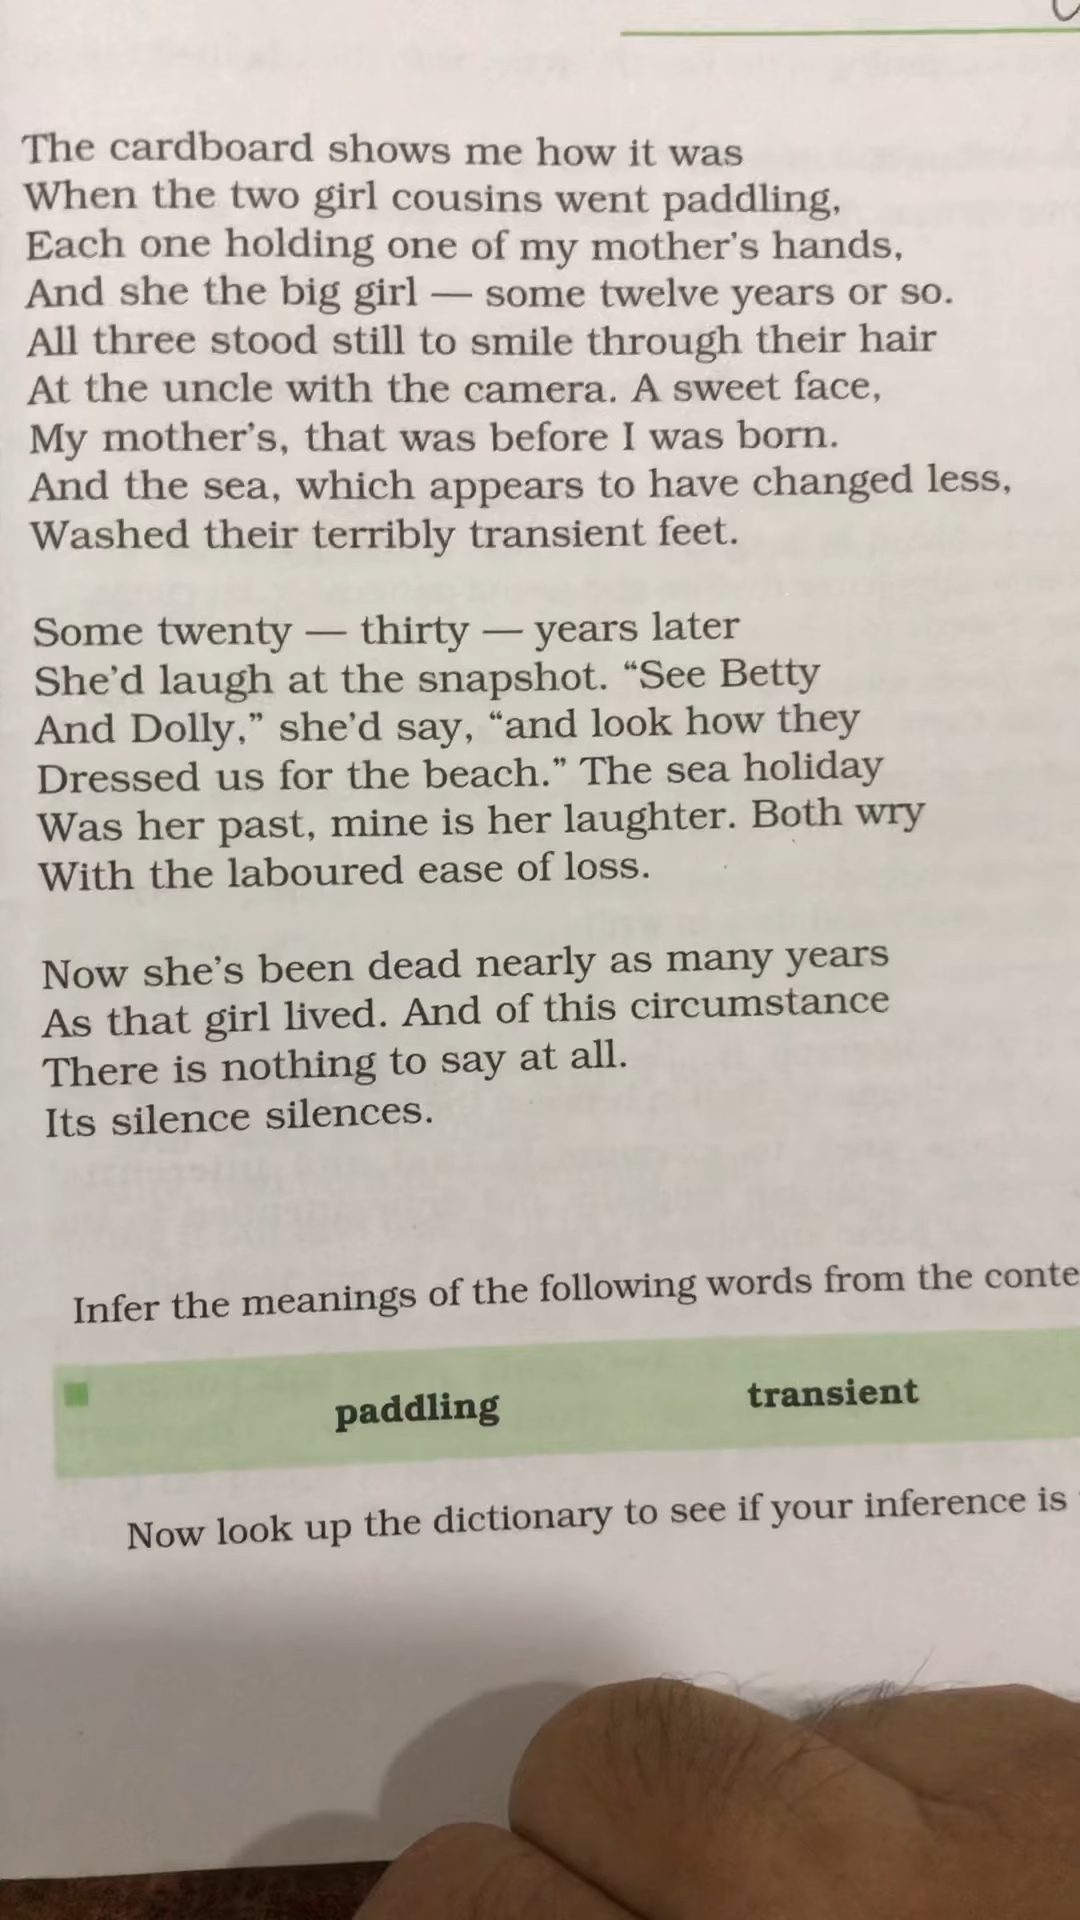 The cardboard shows me how it was
When the two girl cousins went paddling,
Each one holding one of my mother's hands,
And she the big girl — some twelve years or so.
All three stood still to smile through their hair
At the uncle with the camera. A sweet face,
My mother's, that was before I was born.
And the sea, which appears to have changed less,
Washed their terribly transient feet.
Some twenty — thirty — years later
She'd laugh at the snapshot. “See Betty
And Dolly,” she'd say, “and look how they
Dressed us for the beach.” The sea holiday
Was her past, mine is her laughter. Both wry
With the laboured ease of loss.
Now she's been dead nearly as many years
As that girl lived. And of this circumstance
There is nothing to say at all.
Its silence silences.
Infer the meanings of the following words from the conte
paddling transient
Now look up the dictionary to see if your inference is